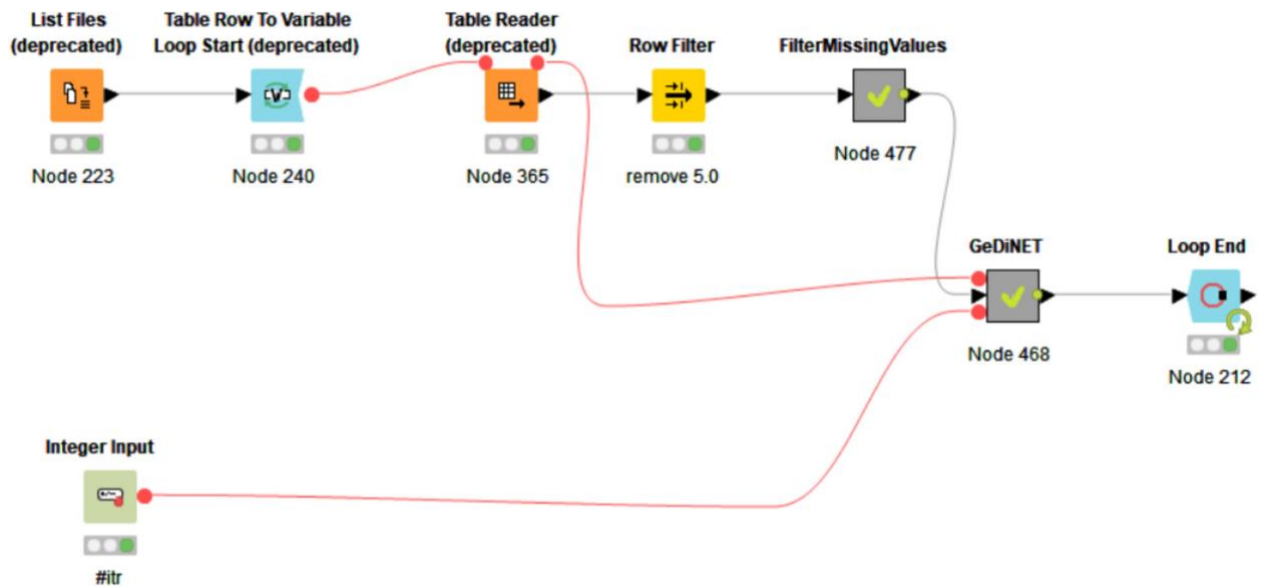 List Files
(deprecated)
Table Row To Variable
Loop Start (deprecated)
Table Reader
(deprecated)
Row Filter
FilterMissingValues
Node 223
Node 240
Node 365
remove 5.0
Node 477
GeDiNET
Loop End
Node 468
Node 212
Integer Input
#itr